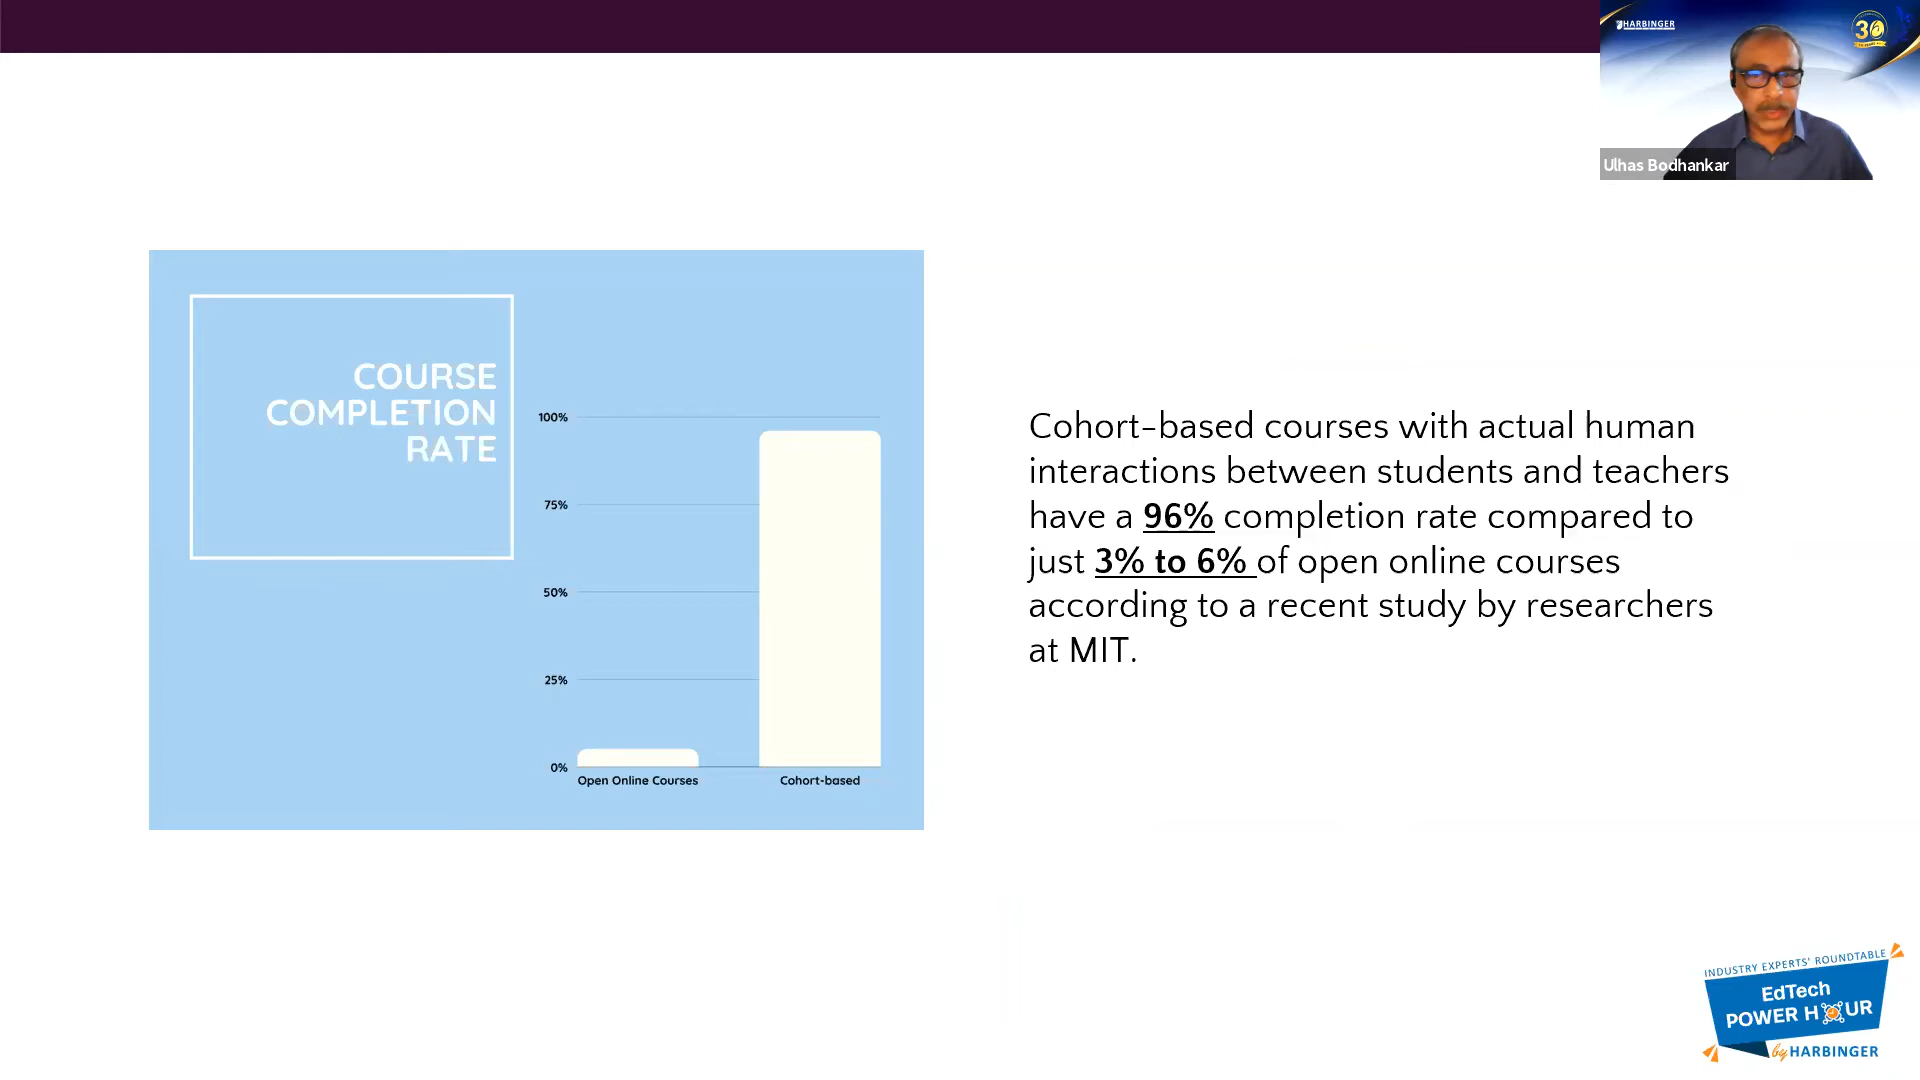 HARBINGER
30
Ulhas Bodhankar
COURSE
COMPLETION
RATE
100%
75%
50%
25%
0%
Open Online Courses
Cohort-based
Cohort-based courses with actual human
interactions between students and teachers
have a 96% completion rate compared to
just 3% to 6% of open online courses
according to a recent study by researchers
at MIT.
INDUSTRY EXPERTS' ROUNDTABLE
EdTech
POWER HOUR
by HARBINGER